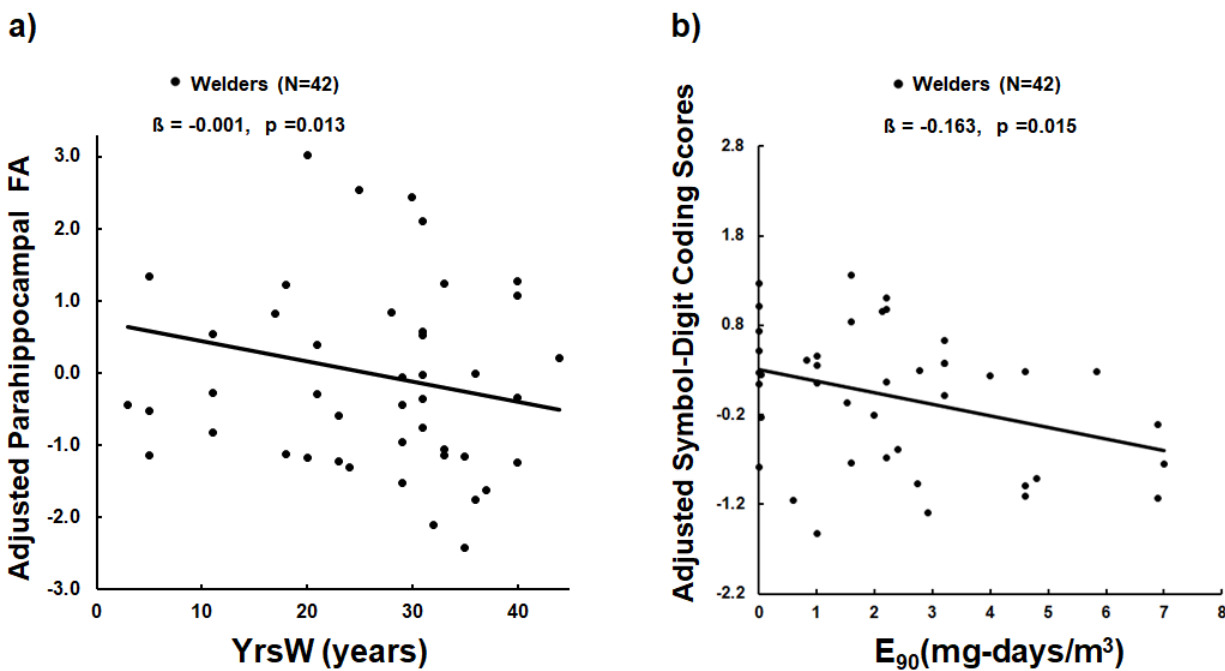 a)
Welders (N=42)
ß = -0.001, p =0.013
Adjusted Parahippocampal FA
3.0
2.0
1.0
0.0
-1.0
-2.0
-3.0
0 10 20 30 40
YrsW (years)
b)
Welders (N=42)
ß = -0.163, p =0.015
Adjusted Symbol-Digit Coding Scores
2.8
1.8
0.8
-0.2
-1.2
-2.2
0 1 2 3 4 5 6 7 8
E₉₀(mg-days/m³)